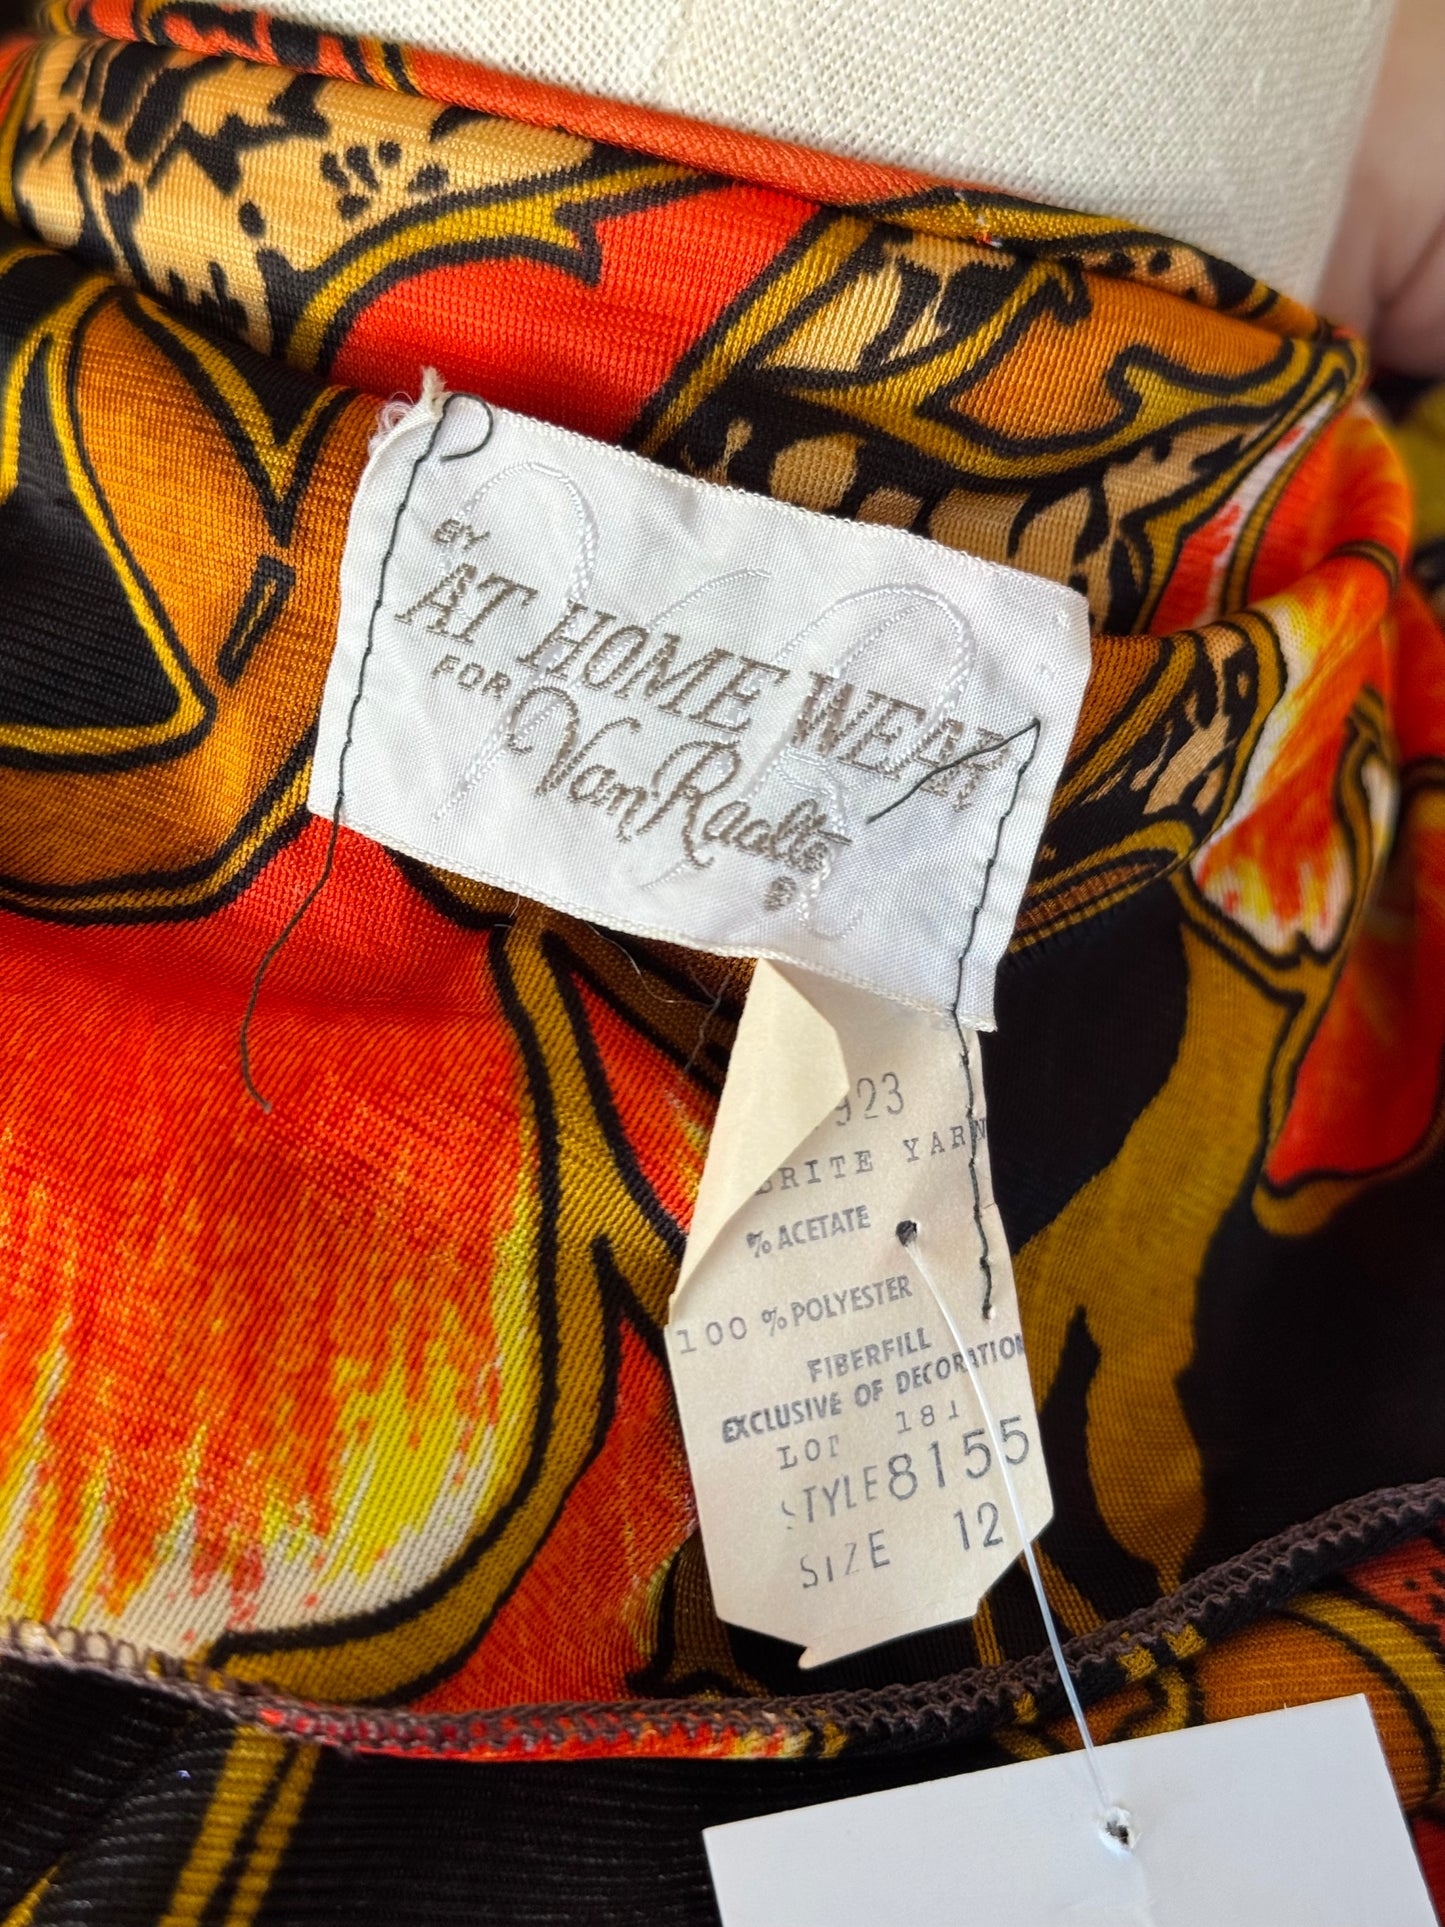 BY
AT HOME WEAR
FOR
Van Raalte
®
923
YARN
% ACETATE
100 % POLYESTER
FIBERFILL
EXCLUSIVE OF DECORATION
LOT 181
STYLE 8155
SIZE 12